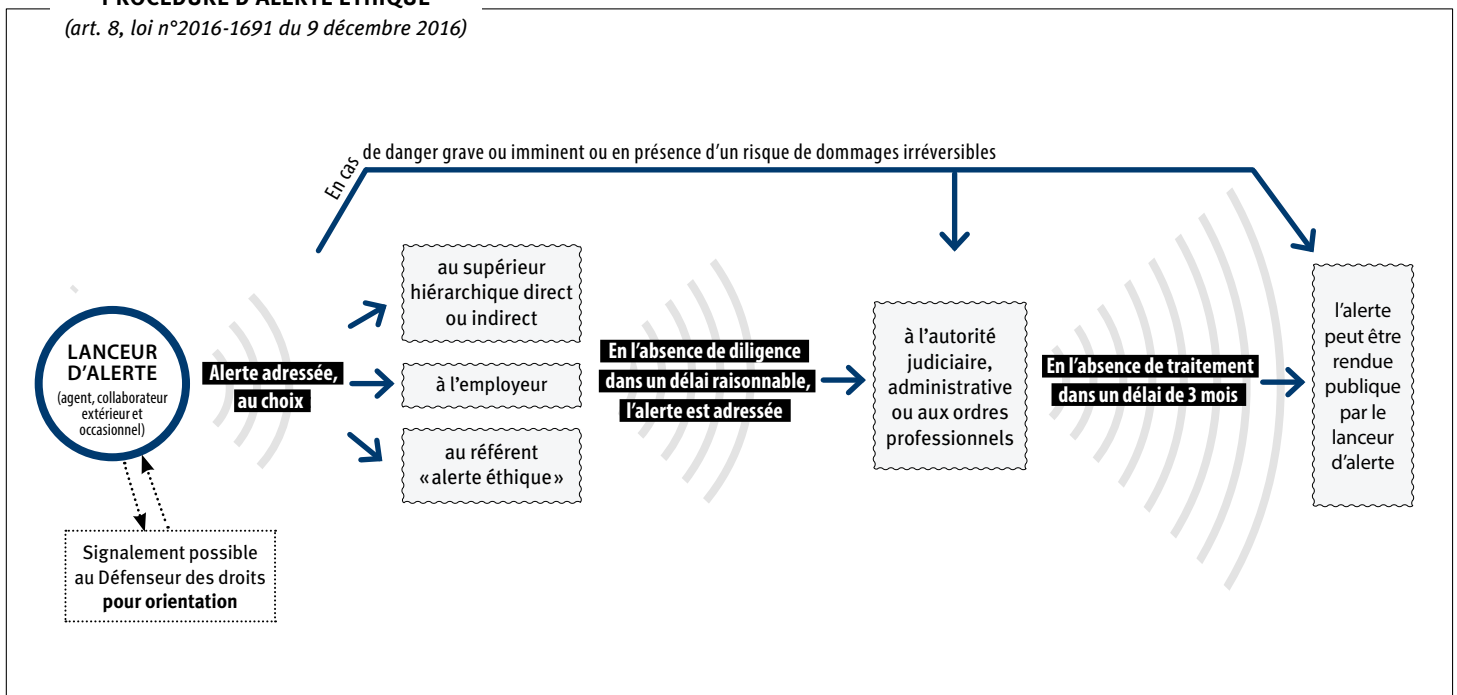 PROCÉDURE D'ALERTE ÉTHIQUE
(art. 8, loi n°2016-1691 du 9 décembre 2016)
En cas de danger grave ou imminent ou en présence d'un risque de dommages irréversibles
LANCEUR
D'ALERTE
(agent, collaborateur
extérieur et
occasionnel)
Alerte adressée,
au choix
au supérieur
hiérarchique direct
ou indirect
à l'employeur
au référent
«alerte éthique»
En l'absence de diligence
dans un délai raisonnable,
l'alerte est adressée
à l'autorité
judiciaire,
administrative
ou aux ordres
professionnels
En l'absence de traitement
dans un délai de 3 mois
l'alerte
peut être
rendue
publique
par le
lanceur
d'alerte
Signalement possible
au Défenseur des droits
pour orientation